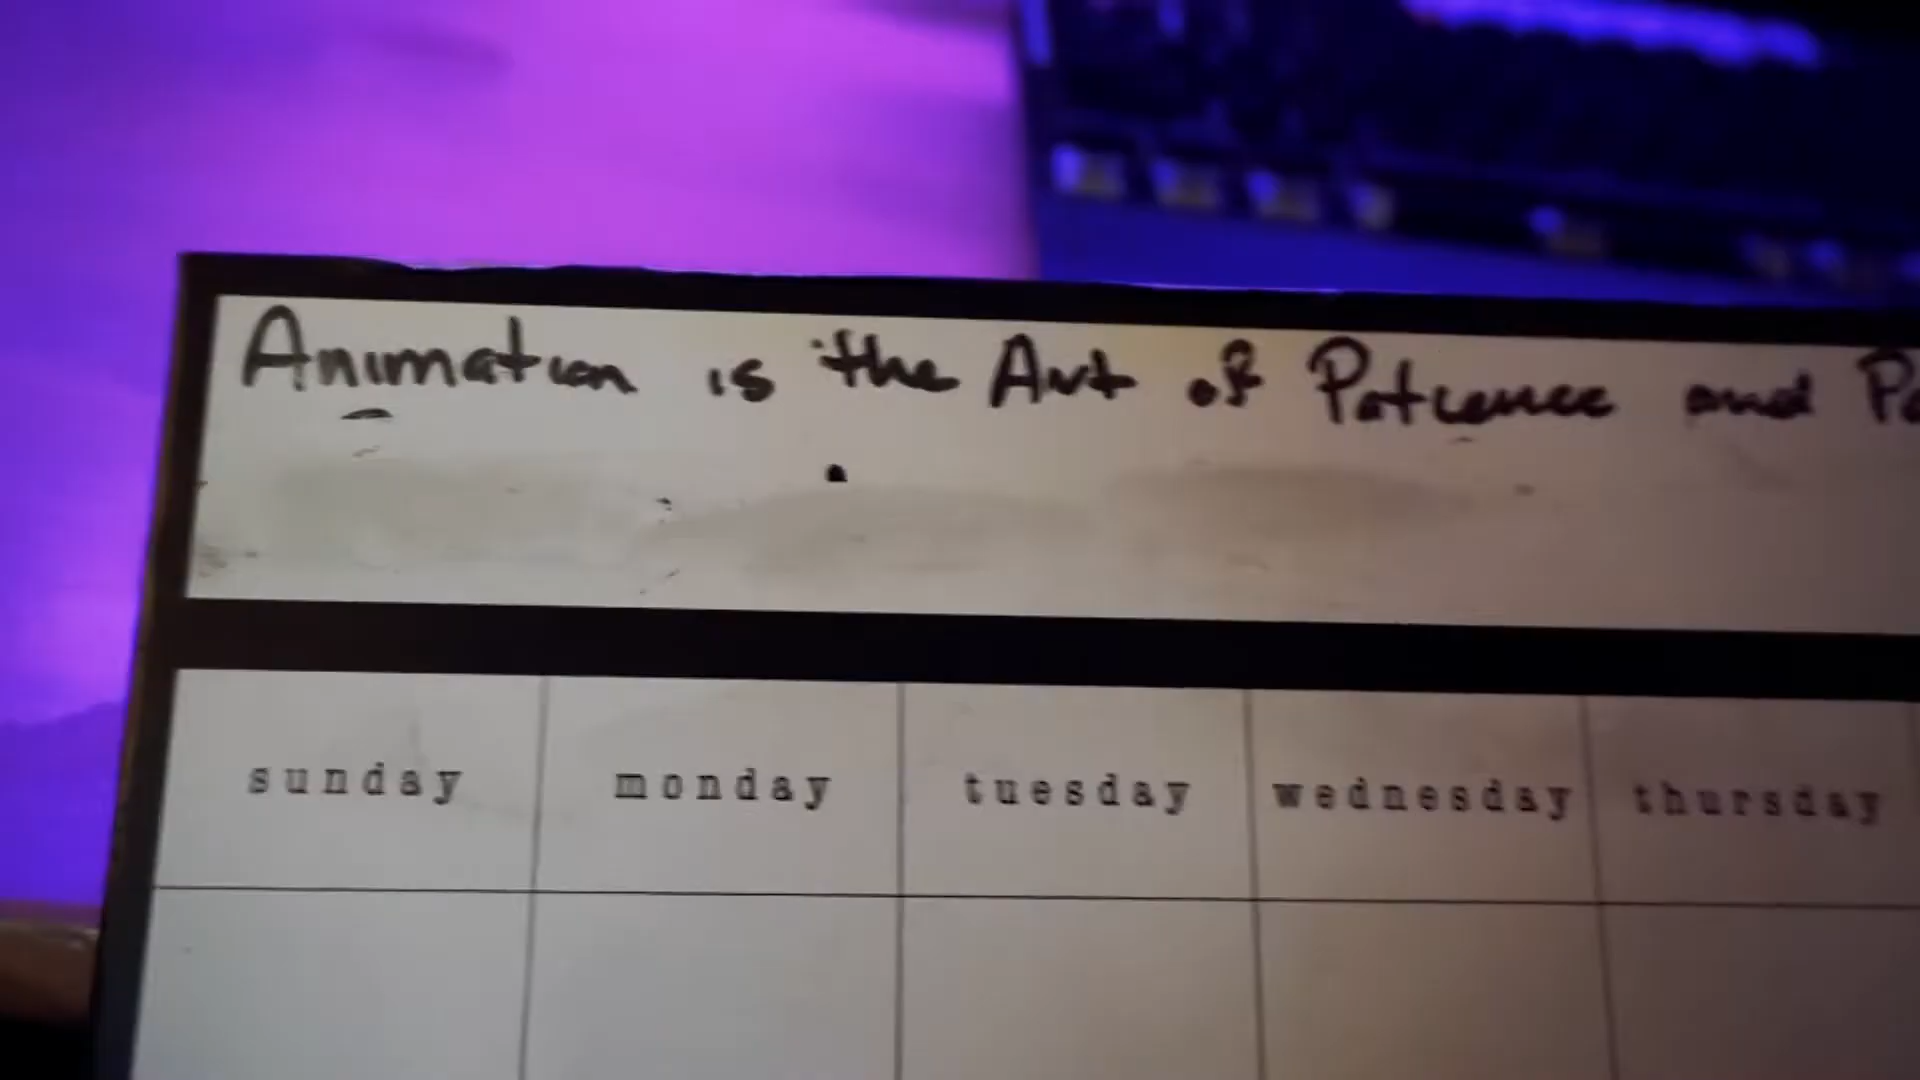 Animation is the Art of Patience and
sunday monday tuesday wednesday thursday